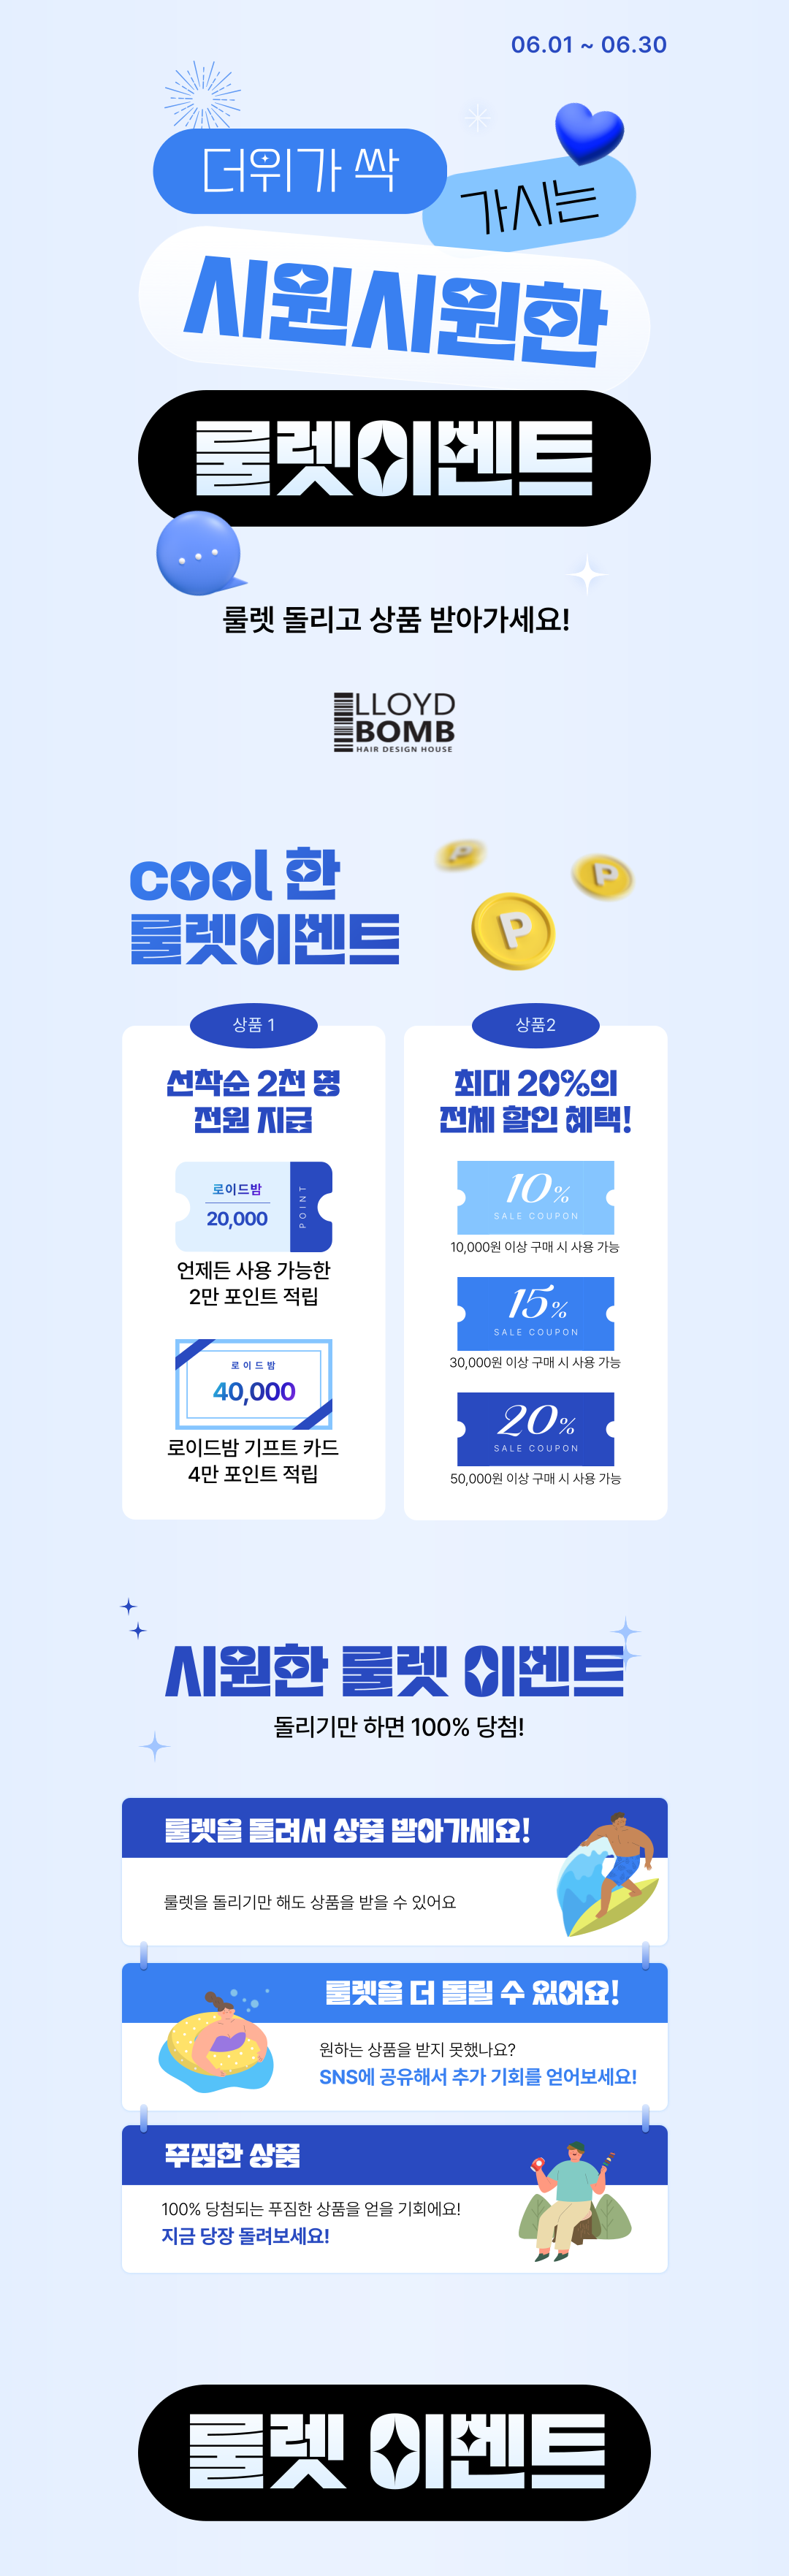 06.01 ~ 06.30
더위가 싹
가시는
시원시원한
룰렛이벤트
룰렛 돌리고 상품 받아가세요!
LLOYD
BOMB
HAIR DESIGN HOUSE
cool 한
룰렛이벤트
P
P
P
상품 1
선착순 2천 명
전원 지급
로이드밤
20,000
POINT
언제든 사용 가능한
2만 포인트 적립
로이드밤
40,000
로이드밤 기프트 카드
4만 포인트 적립
상품2
최대 20%의
전체 할인 혜택!
10%
SALE COUPON
10,000원 이상 구매 시 사용 가능
15%
SALE COUPON
30,000원 이상 구매 시 사용 가능
20%
SALE COUPON
50,000원 이상 구매 시 사용 가능
시원한 룰렛 이벤트
돌리기만 하면 100% 당첨!
룰렛을 돌려서 상품 받아가세요!
룰렛을 돌리기만 해도 상품을 받을 수 있어요
룰렛을 더 돌릴 수 있어요!
원하는 상품을 받지 못했나요?
SNS에 공유해서 추가 기회를 얻어보세요!
푸짐한 상품
100% 당첨되는 푸짐한 상품을 얻을 기회에요!
지금 당장 돌려보세요!
룰렛 이벤트